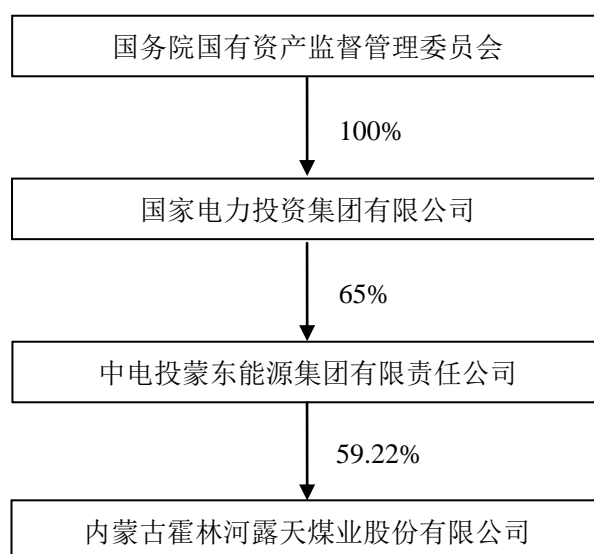 国务院国有资产监督管理委员会
100%
国家电力投资集团有限公司
65%
中电投蒙东能源集团有限责任公司
59.22%
内蒙古霍林河露天煤业股份有限公司